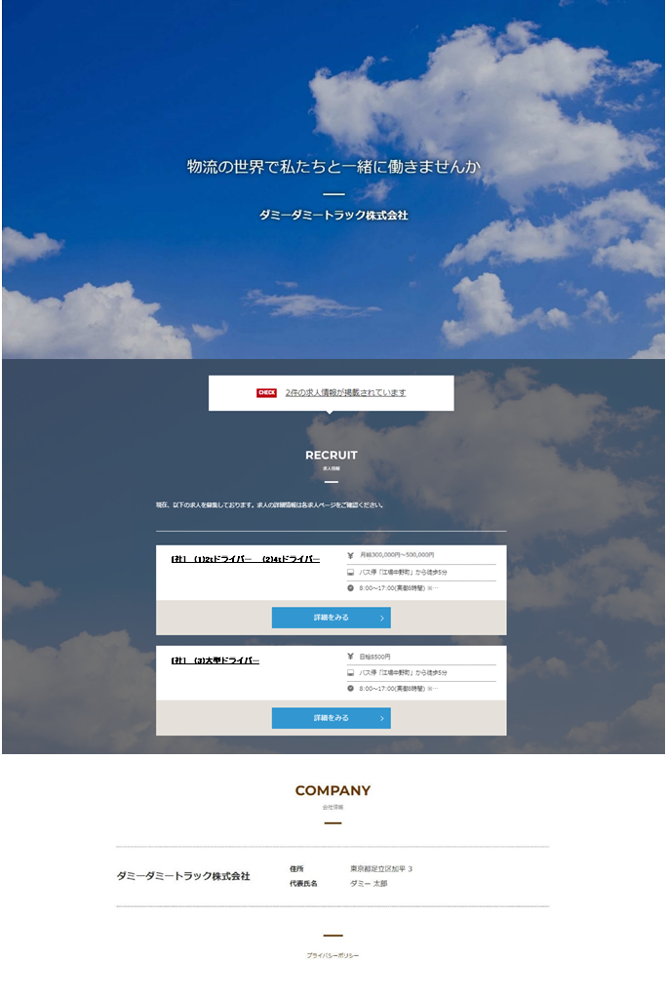 物流の世界で私たちと一緒に働きませんか
ダミーダミートラック株式会社
CHECK 2件の求人情報が掲載されています
RECRUIT
求人情報
現在、以下の求人を募集しております。求人の詳細情報は各求人ページをご確認ください。
[社] (1)2tドライバー (2)4tドライバー
月給300,000円～500,000円
バス停「江場中野町」から徒歩5分
8:00～17:00(実働8時間) ※…
詳細をみる
[社] (3)大型ドライバー
日給8500円
バス停「江場中野町」から徒歩5分
8:00～17:00(実働8時間) ※…
詳細をみる
COMPANY
会社情報
ダミーダミートラック株式会社
住所 東京都足立区加平 3
代表氏名 ダミー 太郎
プライバシーポリシー